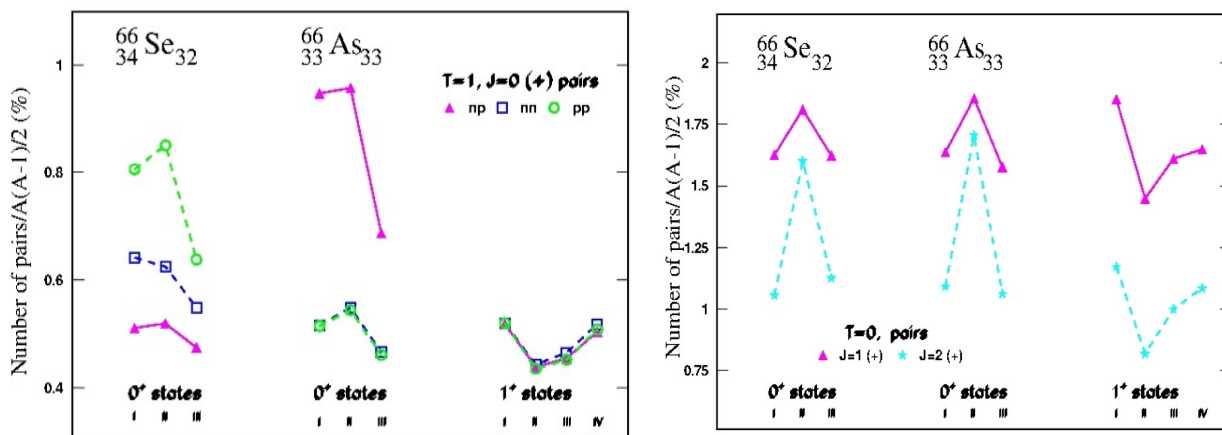 66 34 Se 32
66 33 As 33
T=1, J=0 (+) pairs
np nn pp
Number of pairs/A(A-1)/2 (%)
1
0.8
0.6
0.4
0⁺ states 0⁺ states 1⁺ states
I II III I II III I II III IV
66 34 Se 32
66 33 As 33
Number of pairs/A(A-1)/2 (%)
2
1.75
1.5
1.25
1
0.75
T=0, pairs
J=1 (+) J=2 (+)
0⁺ states 0⁺ states 1⁺ states
I II III I II III I II III IV